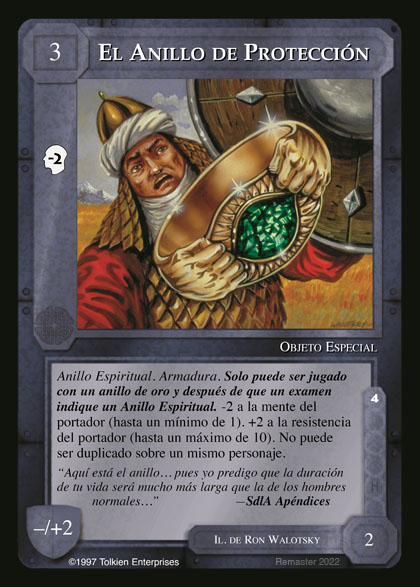 3
EL ANILLO DE PROTECCIÓN
-2
OBJETO ESPECIAL
Anillo Espiritual. Armadura. Solo puede ser jugado
con un anillo de oro y después de que un examen
indique un Anillo Espiritual. -2 a la mente del
portador (hasta un mínimo de 1). +2 a la resistencia
del portador (hasta un máximo de 10). No puede
ser duplicado sobre un mismo personaje.
4
“Aquí está el anillo…pues yo predigo que la duración
de tu vida será mucho más larga que la de los hombres
normales…” –SdlA Apéndices
–/+2
IL. DE RON WALOTSKY
2
©1997 Tolkien Enterprises
Remaster 2022